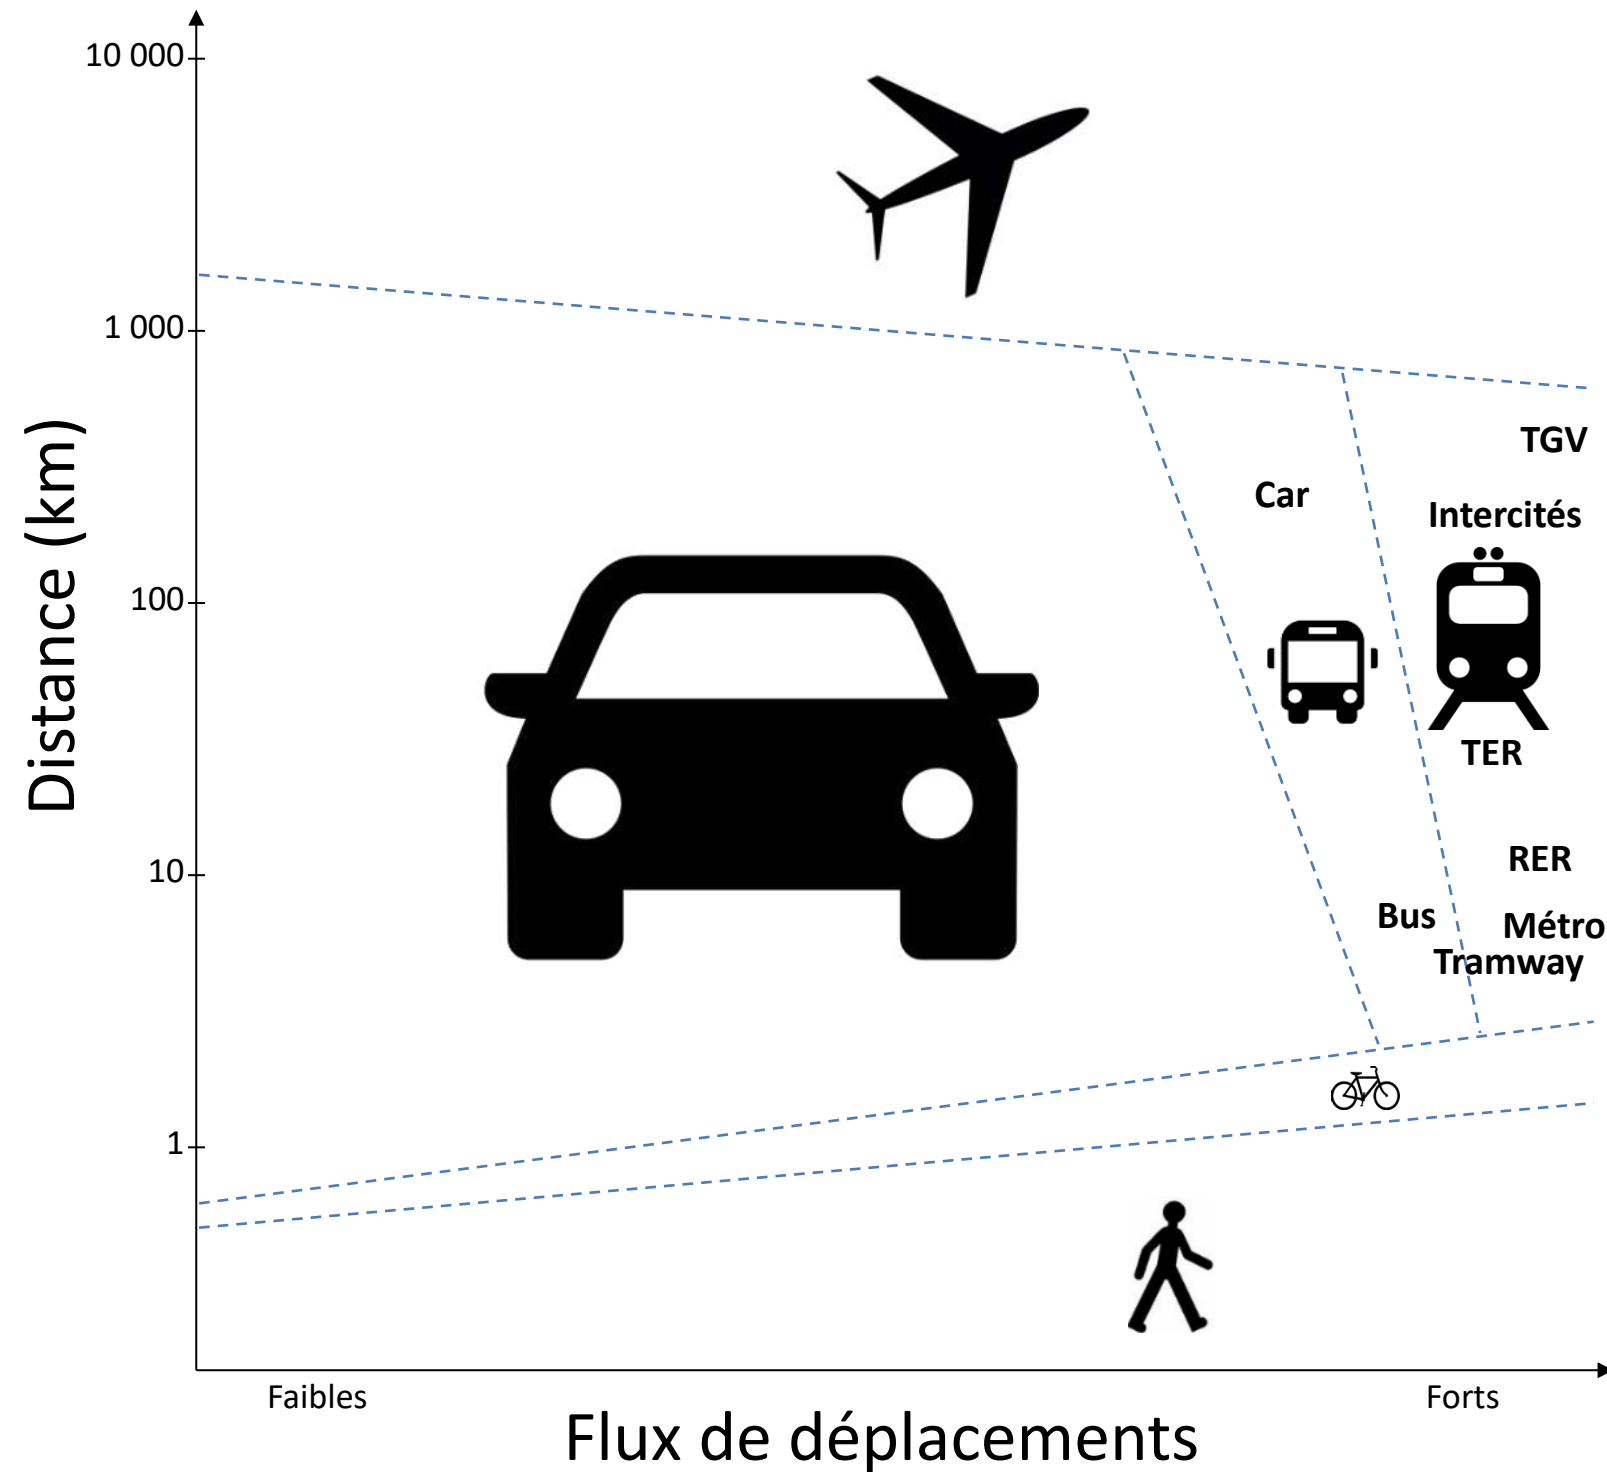 10 000
1 000
TGV
Car
Intercités
Distance (km)
100
TER
RER
10
Bus
Métro
Tramway
1
Faibles
Forts
Flux de déplacements